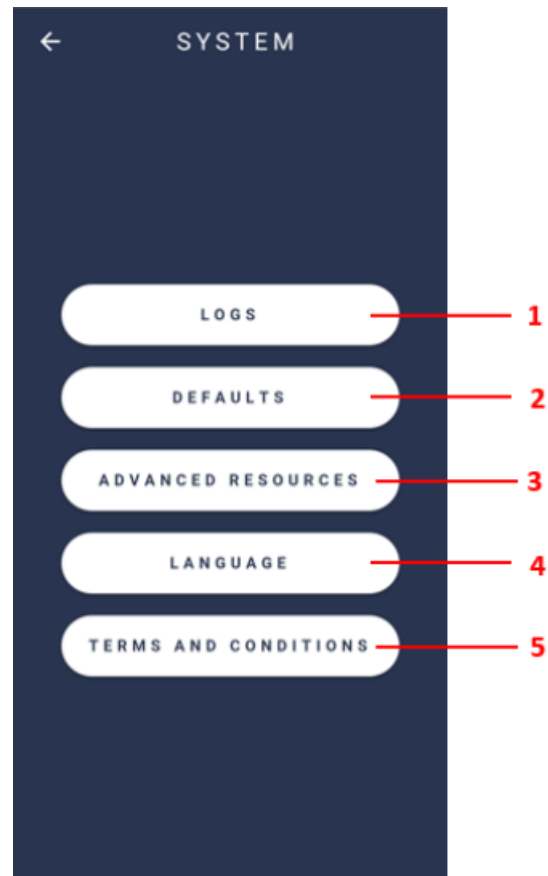 SYSTEM
LOGS 1
DEFAULTS 2
ADVANCED RESOURCES 3
LANGUAGE 4
TERMS AND CONDITIONS 5